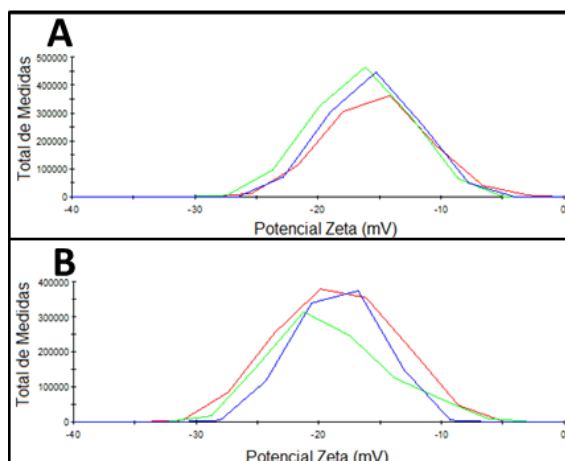 A
Total de Medidas
500000
400000
300000
200000
100000
0
-40 -30 -20 -10 0
Potencial Zeta (mV)
B
Total de Medidas
400000
300000
200000
100000
0
-40 -30 -20 -10 0
Potencial Zeta (mV)